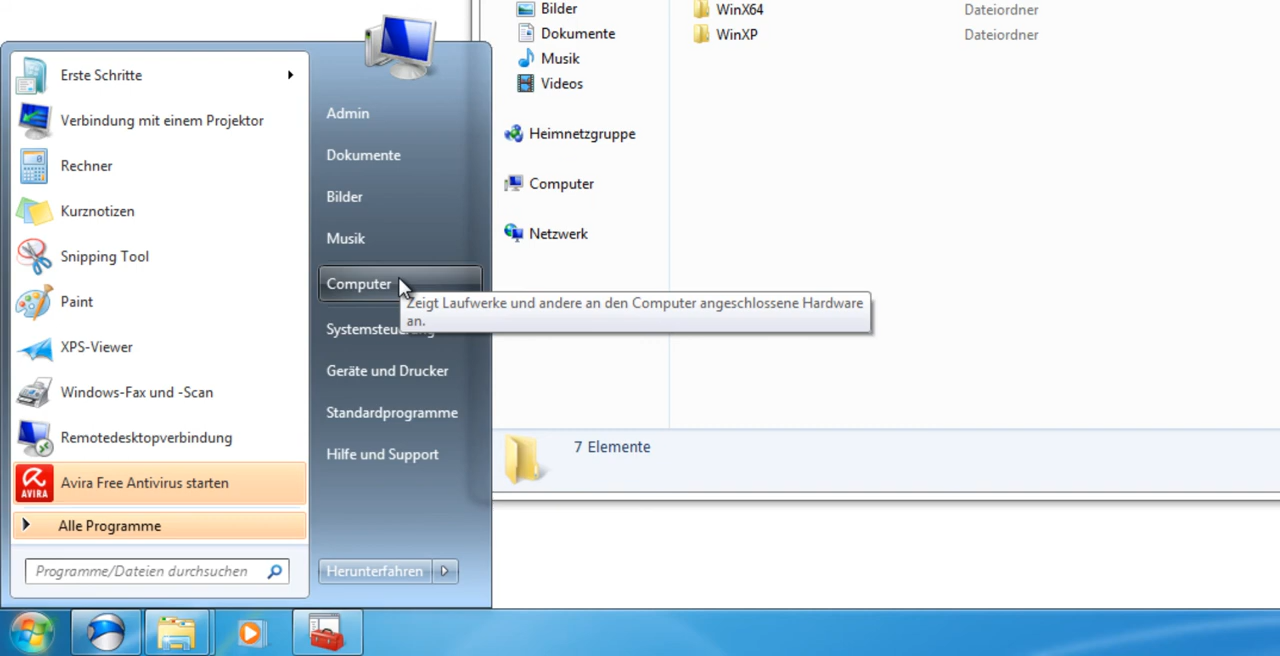 Erste Schritte
Verbindung mit einem Projektor
Rechner
Kurznotizen
Snipping Tool
Paint
XPS-Viewer
Windows-Fax und -Scan
Remotedesktopverbindung
AVIRA
Avira Free Antivirus starten
Alle Programme
Programme/Dateien durchsuchen
Admin
Dokumente
Bilder
Musik
Computer
Zeigt Laufwerke und andere an den Computer angeschlossene Hardware
an.
Systemsteuerung
Geräte und Drucker
Standardprogramme
Hilfe und Support
Herunterfahren
Bilder
Dokumente
Musik
Videos
Heimnetzgruppe
Computer
Netzwerk
WinX64 Dateiordner
WinXP Dateiordner
7 Elemente